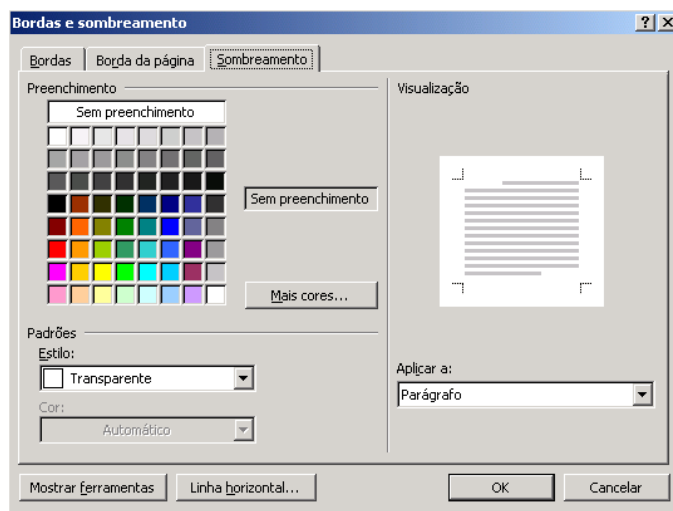 Bordas e sombreamento
Bordas
Borda da página
Sombreamento
Preenchimento
Sem preenchimento
Sem preenchimento
Mais cores...
Padrões
Estilo:
Transparente
Cor:
Automático
Visualização
Aplicar a:
Parágrafo
Mostrar ferramentas
Linha horizontal...
OK
Cancelar